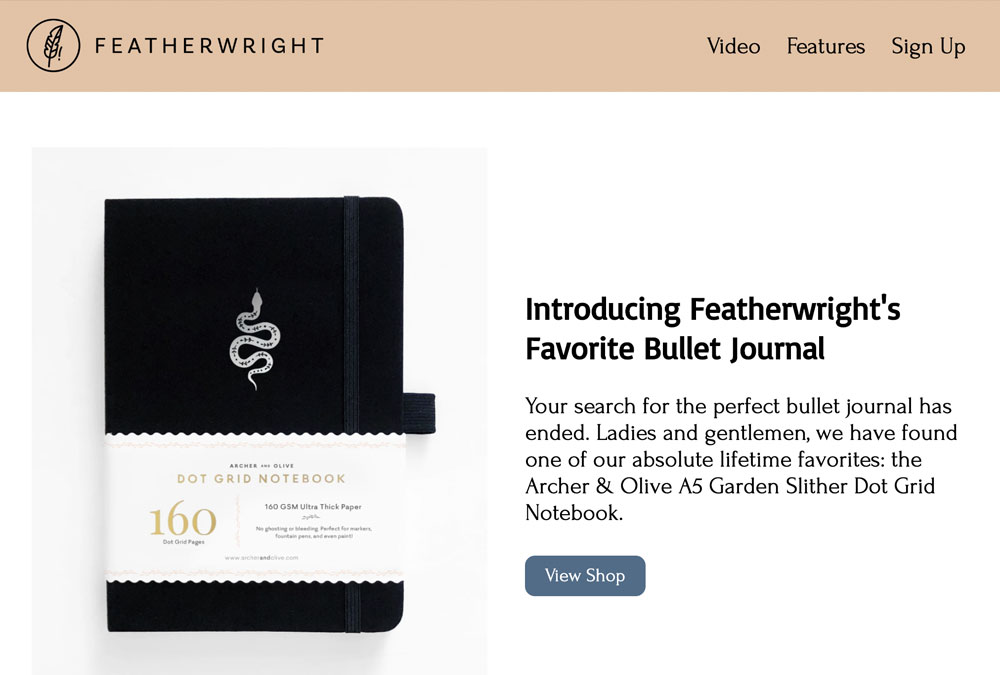 FEATHERWRIGHT
Video Features Sign Up
ARCHER AND OLIVE
DOT GRID NOTEBOOK
160
Dot Grid Pages
160 GSM Ultra Thick Paper
No ghosting or bleeding. Perfect for markers,
fountain pens, and even paint!
www.archerandolive.com
Introducing Featherwright's
Favorite Bullet Journal
Your search for the perfect bullet journal has
ended. Ladies and gentlemen, we have found
one of our absolute lifetime favorites: the
Archer & Olive A5 Garden Slither Dot Grid
Notebook.
View Shop